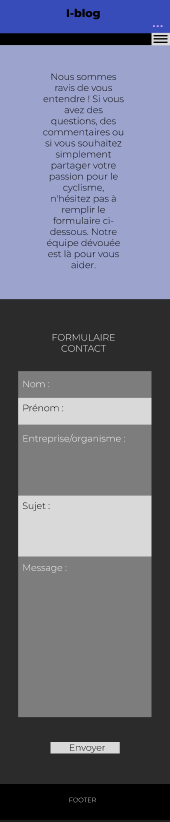 I-blog
...
Nous sommes
ravis de vous
entendre ! Si vous
avez des
questions, des
commentaires ou
si vous souhaitez
simplement
partager votre
passion pour le
cyclisme,
n'hésitez pas à
remplir le
formulaire ci-
dessous. Notre
équipe dévouée
est là pour vous
aider.
FORMULAIRE
CONTACT
Nom :
Prénom :
Entreprise/organisme :
Sujet :
Message :
Envoyer
FOOTER